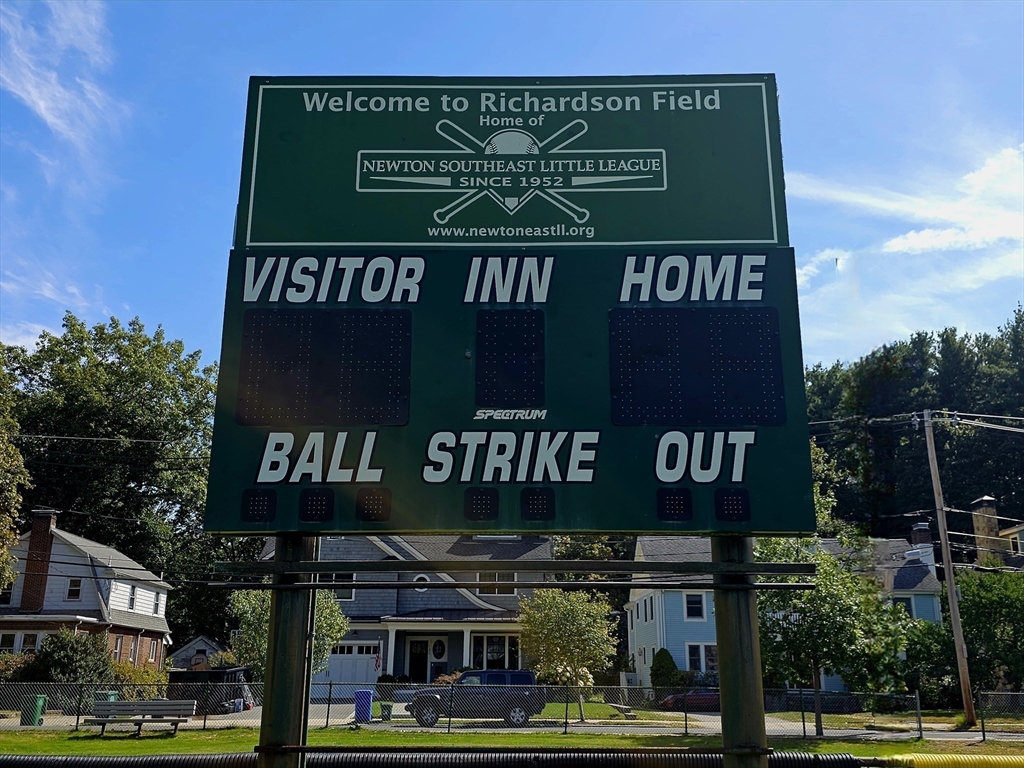 Welcome to Richardson Field
Home of
NEWTON SOUTHEAST LITTLE LEAGUE
SINCE 1952
www.newtoneastll.org
VISITOR INN HOME
SPECTRUM
BALL STRIKE OUT